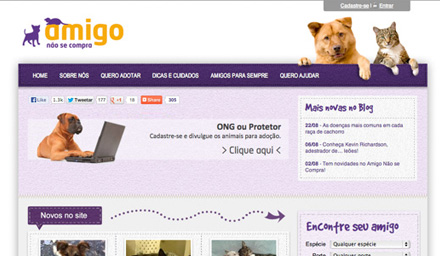 Cadastre-se! ou Entrar
amigo
não se compra
HOME SOBRE NÓS QUERO ADOTAR DICAS E CUIDADOS AMIGOS PARA SEMPRE QUERO AJUDAR
Like 1.3k Tweetar 177 +1 18 Share 309
ONG ou Protetor
Cadastre-se e divulgue os animais para adoção.
> Clique aqui <
Mais novas no Blog
22/08 - As doenças mais comuns em cada
raça de cachorro
06/08 - Conheça Kevin Richardson,
adestrador de... leões!
02/08 - Tem novidades no Amigo Não se
Compra!
Novos no site
Encontre seu amigo
Espécie Qualquer espécie
Porte Qualquer porte